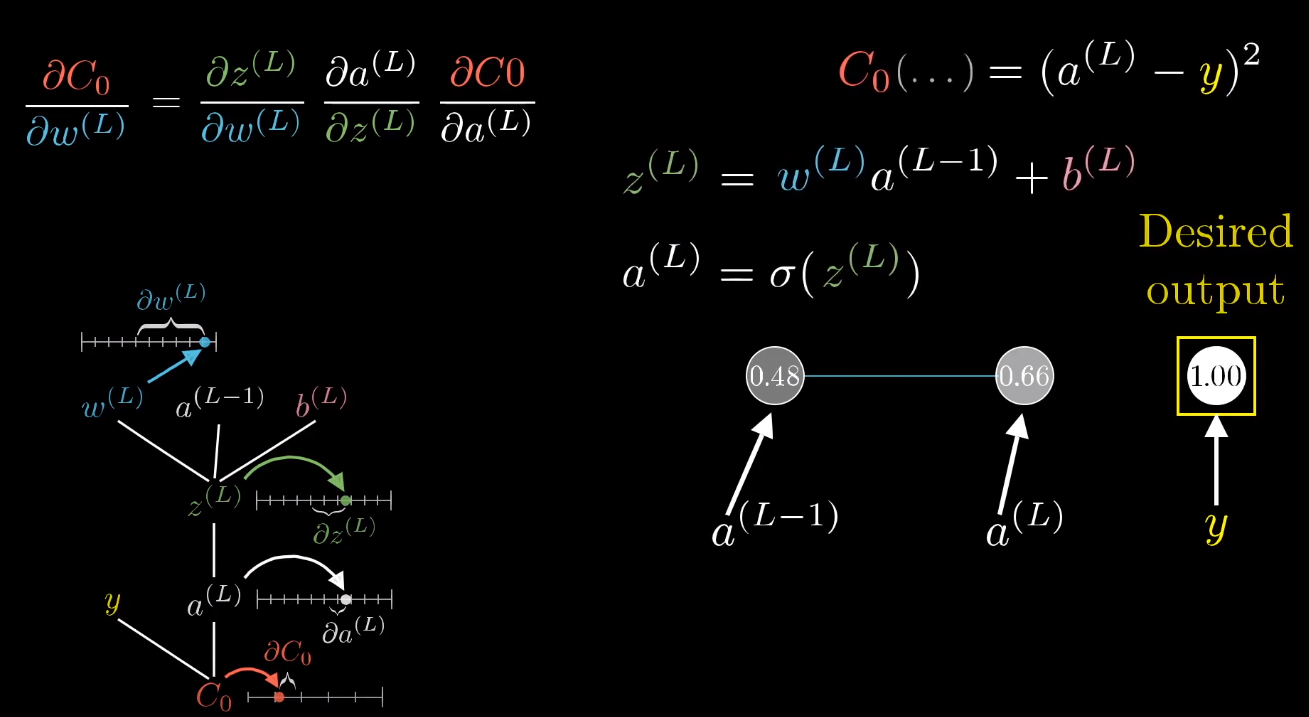 ∂C₀/∂w^(L) = ∂z^(L)/∂w^(L) ∂a^(L)/∂z^(L) ∂C0/∂a^(L)
C₀(...) = (a^(L) − y)²
z^(L) = w^(L)a^(L−1) + b^(L)
a^(L) = σ(z^(L))
Desired
output
∂w^(L)
w^(L) a^(L−1) b^(L)
z^(L)
∂z^(L)
y a^(L)
∂a^(L)
∂C₀
C₀
0.48 0.66 1.00
a^(L−1) a^(L) y